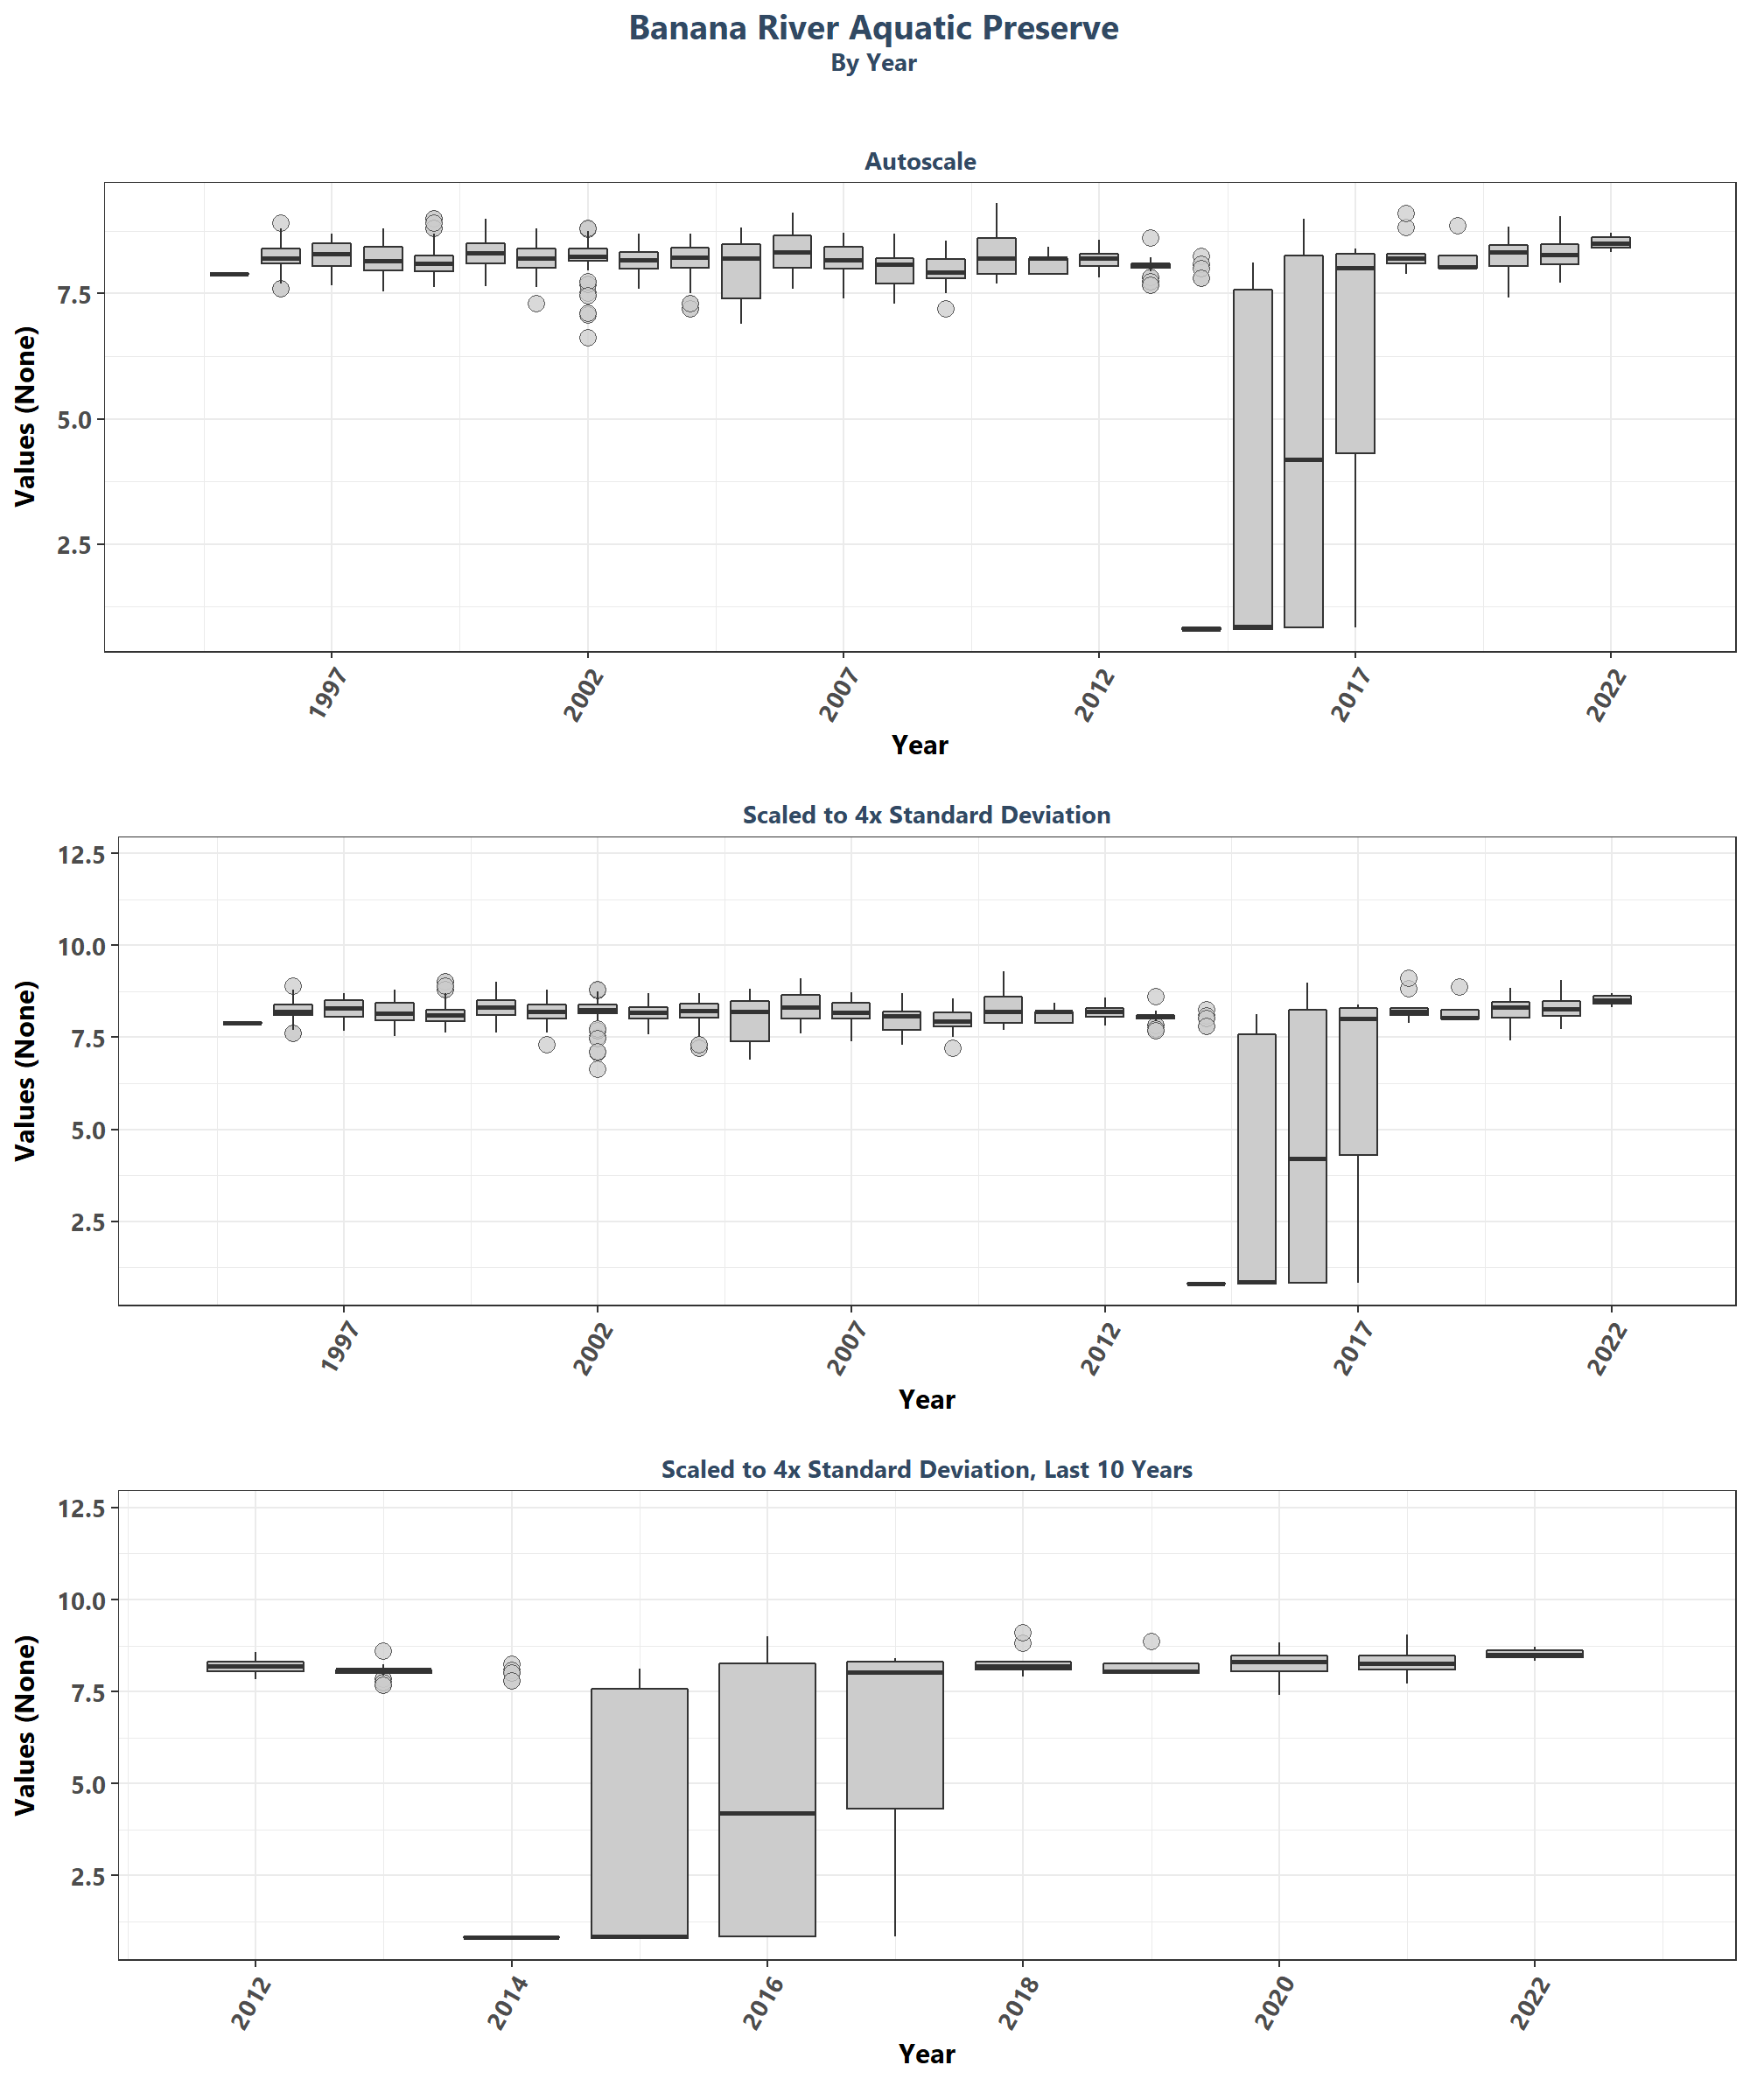 Banana River Aquatic Preserve
By Year
Autoscale
Values (None)
7.5
5.0
2.5
1997
2002
2007
2012
2017
2022
Year
Scaled to 4x Standard Deviation
Values (None)
12.5
10.0
7.5
5.0
2.5
1997
2002
2007
2012
2017
2022
Year
Scaled to 4x Standard Deviation, Last 10 Years
Values (None)
12.5
10.0
7.5
5.0
2.5
2012
2014
2016
2018
2020
2022
Year